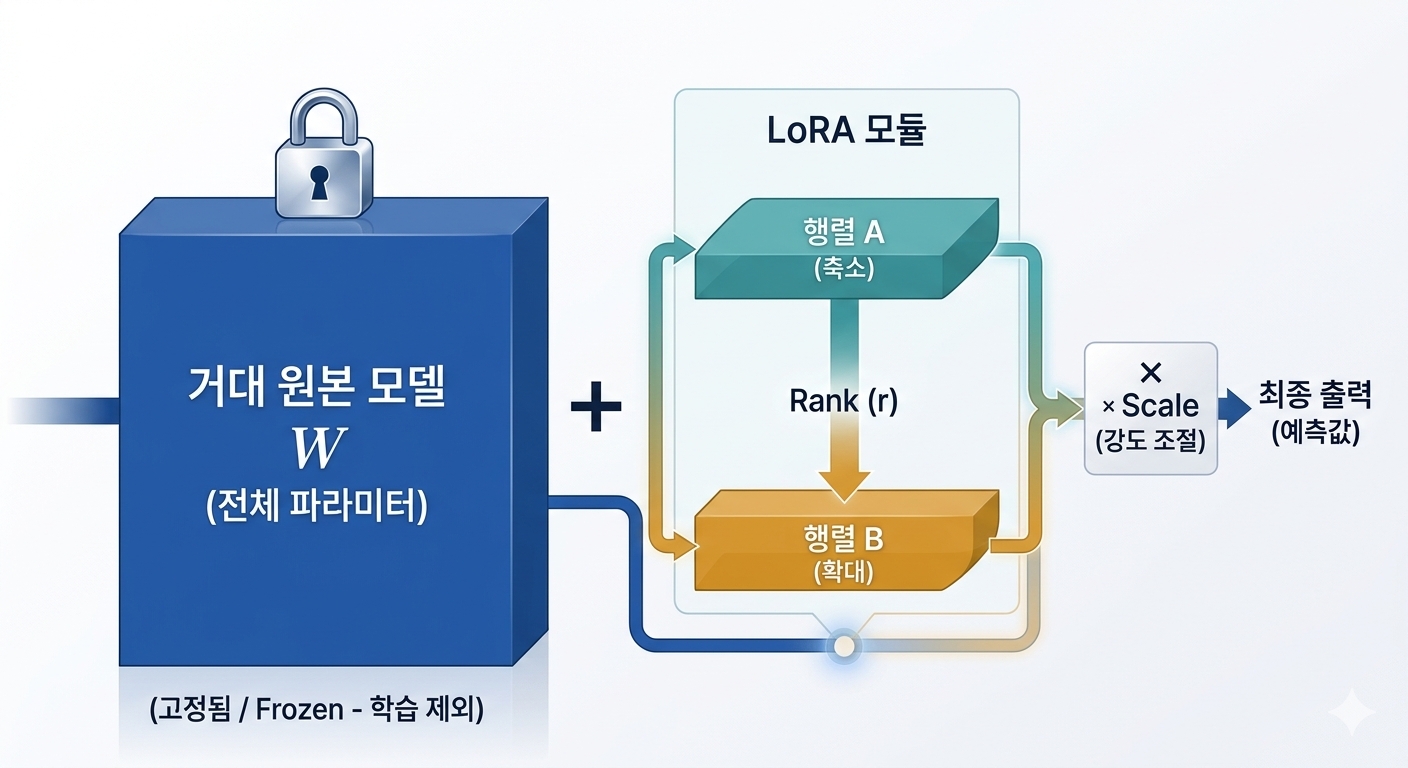 거대 원본 모델
W
(전체 파라미터)
(고정됨 / Frozen - 학습 제외)
+
LoRA 모듈
행렬 A
(축소)
Rank (r)
행렬 B
(확대)
×
× Scale
(강도 조절)
최종 출력
(예측값)